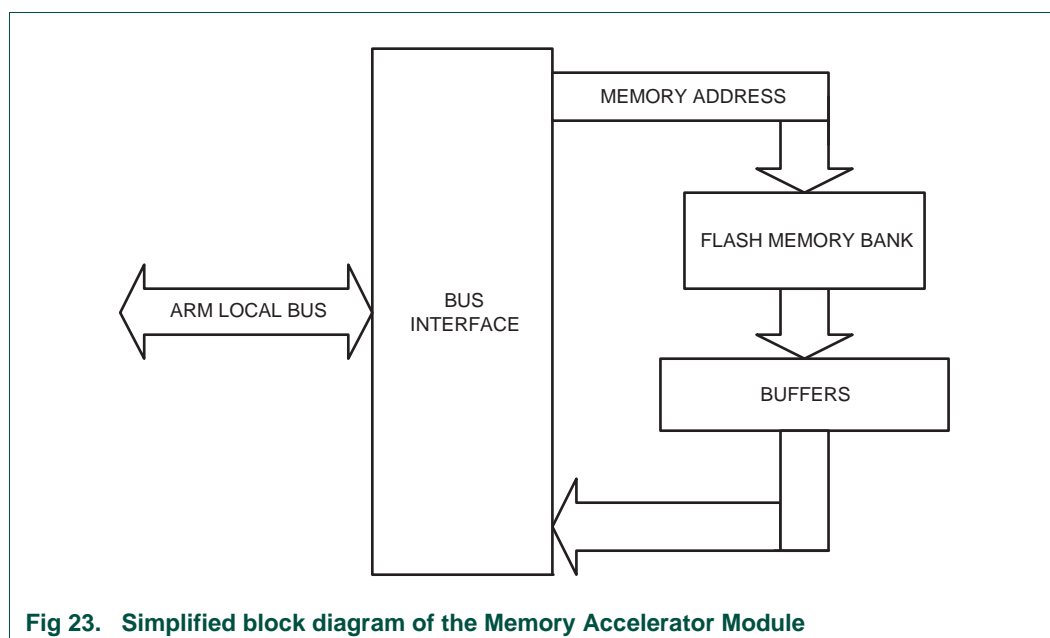 MEMORY ADDRESS
FLASH MEMORY BANK
ARM LOCAL BUS
BUS
INTERFACE
BUFFERS
Fig 23. Simplified block diagram of the Memory Accelerator Module